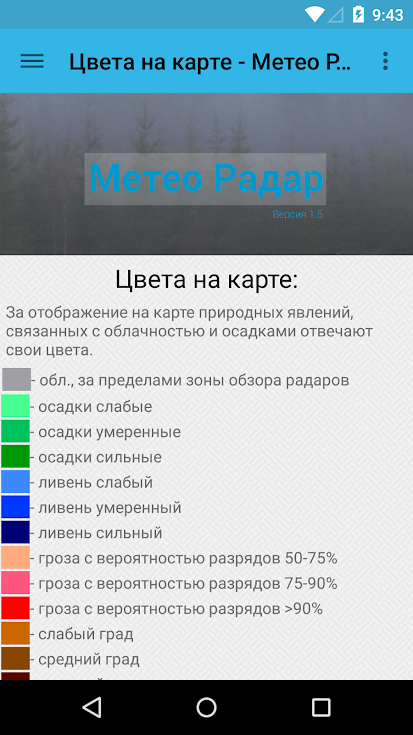 9:43
Цвета на карте - Метео Р...
Метео Радар
Версия 1.5
Цвета на карте:
За отображение на карте природных явлений,
связанных с облачностью и осадками отвечают
свои цвета.
- обл., за пределами зоны обзора радаров
- осадки слабые
- осадки умеренные
- осадки сильные
- ливень слабый
- ливень умеренный
- ливень сильный
- гроза с вероятностью разрядов 50-75%
- гроза с вероятностью разрядов 75-90%
- гроза с вероятностью разрядов >90%
- слабый град
- средний град